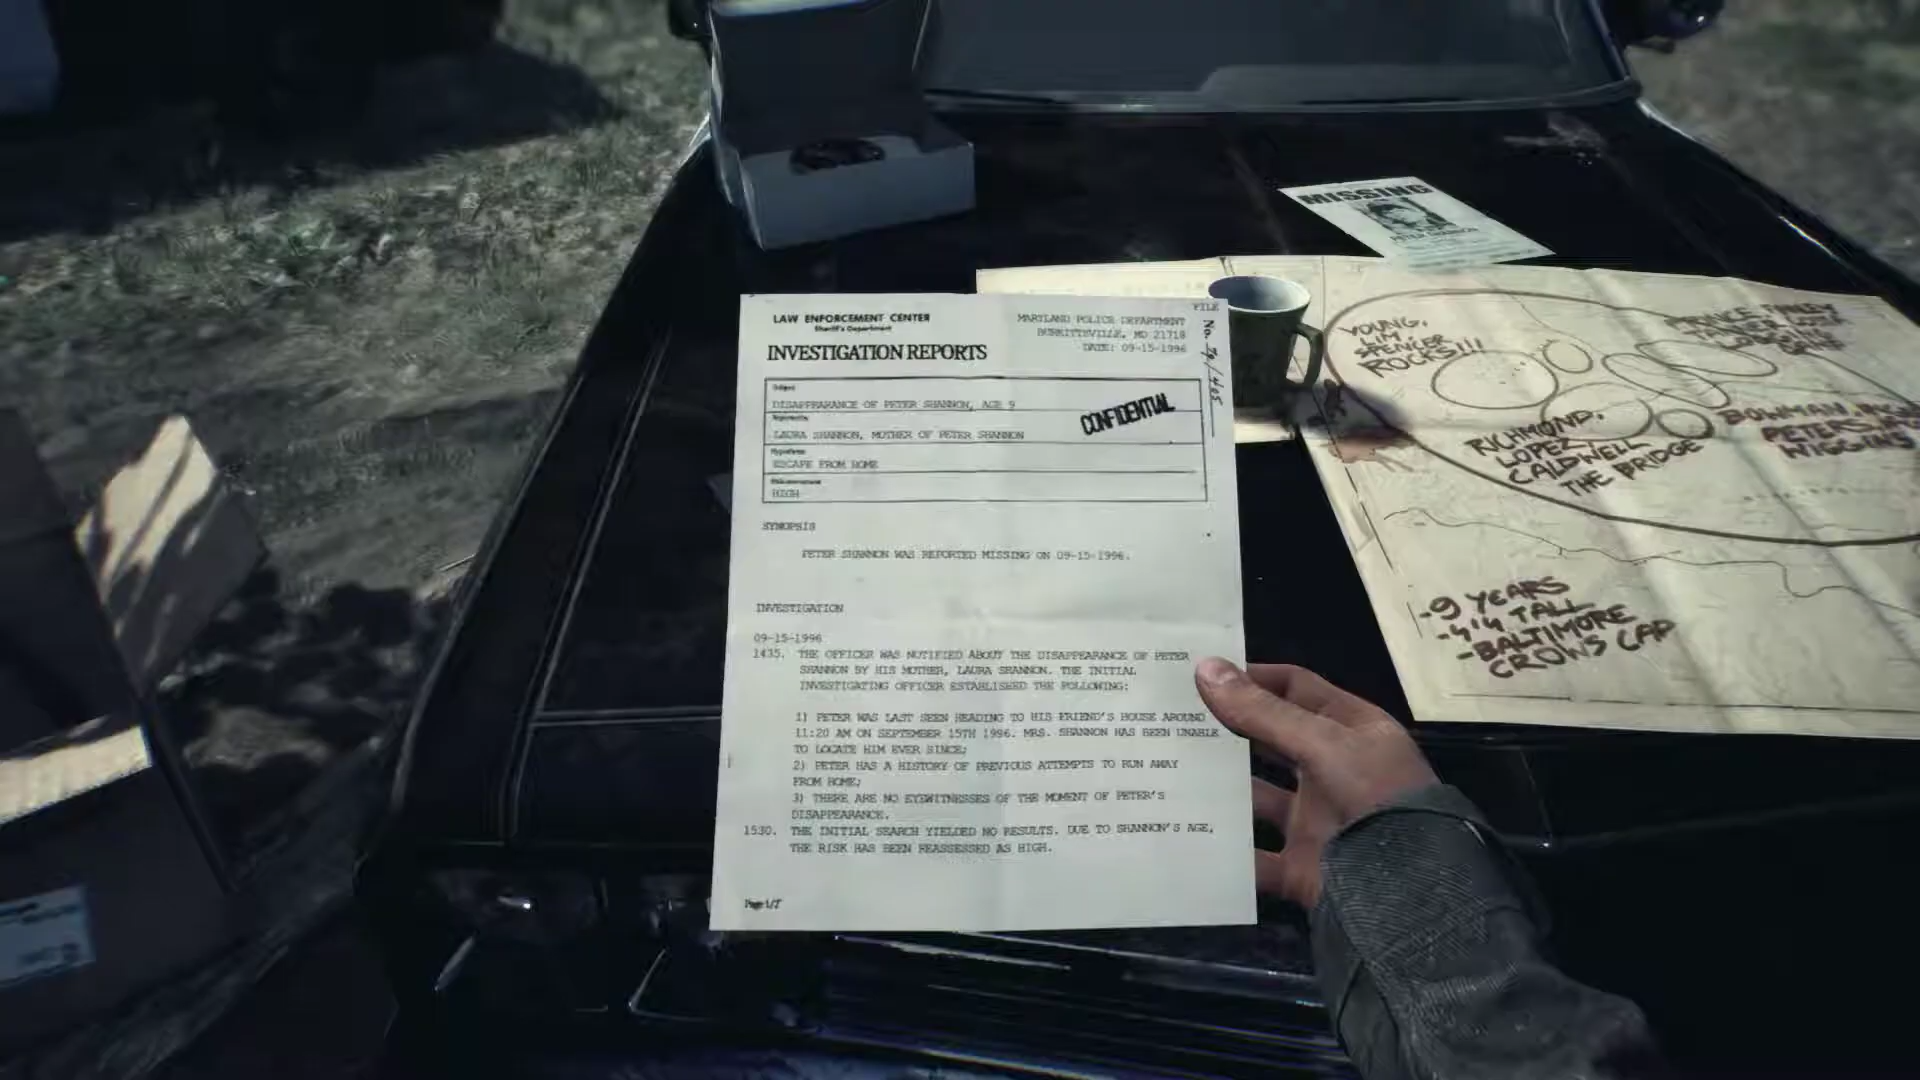 MISSING
LAW ENFORCEMENT CENTER
Sheriff's Department
INVESTIGATION REPORTS
MARYLAND POLICE DEPARTMENT
BURKITTSVILLE, MD 21718
DATE: 09-15-1996
FILE
No.
Subject
DISAPPEARANCE OF PETER SHANNON, AGE 9
LAURA SHANNON, MOTHER OF PETER SHANNON
CONFIDENTIAL
Hypothesis
ESCAPE FROM HOME
HIGH
SYNOPSIS
PETER SHANNON WAS REPORTED MISSING ON 09-15-1996.
INVESTIGATION
09-15-1996
1435. THE OFFICER WAS NOTIFIED ABOUT THE DISAPPEARANCE OF PETER
SHANNON BY HIS MOTHER, LAURA SHANNON. THE INITIAL
INVESTIGATING OFFICER ESTABLISHED THE FOLLOWING:
1) PETER WAS LAST SEEN HEADING TO HIS FRIEND'S HOUSE AROUND
11:20 AM ON SEPTEMBER 15TH 1996. MRS. SHANNON HAS BEEN UNABLE
TO LOCATE HIM EVER SINCE;
2) PETER HAS A HISTORY OF PREVIOUS ATTEMPTS TO RUN AWAY
FROM HOME;
3) THERE ARE NO EYEWITNESSES OF THE MOMENT OF PETER'S
DISAPPEARANCE.
1530. THE INITIAL SEARCH YIELDED NO RESULTS. DUE TO SHANNON'S AGE,
THE RISK HAS BEEN REASSESSED AS HIGH.
Page 1/2
YOUNG,
LIM
SPENCER
ROCKS!!!
RICHMOND,
LOPEZ
CALDWELL
THE BRIDGE
BOWMAN,
PETERS,
WIGGINS
-9 YEARS
-4'4 TALL
-BALTIMORE
CROWS CAP